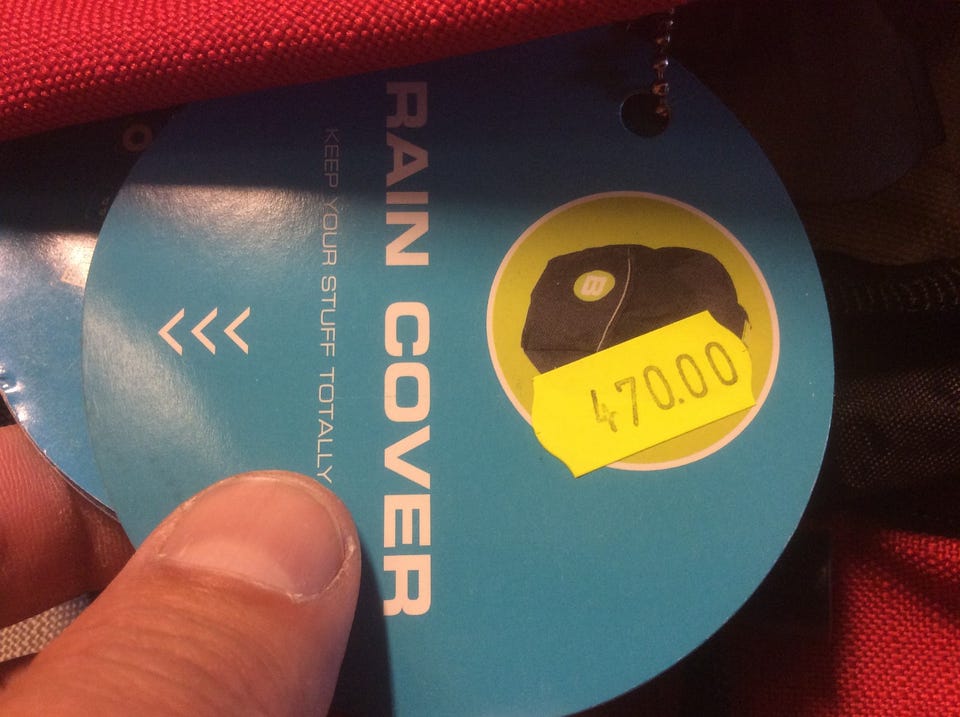 RAIN COVER
KEEP YOUR STUFF TOTALLY
B
470.00